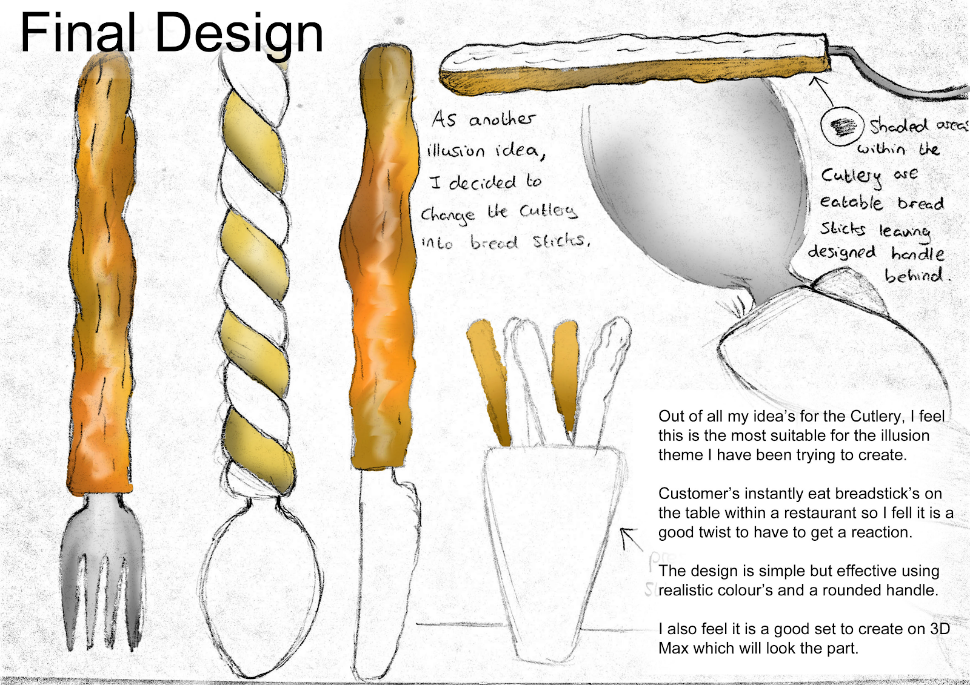 Final Design
As another
illusion idea,
I decided to
Change the Cutlery
into bread sticks.
Shaded areas
within the
Cutlery are
eatable bread
sticks leaving
designed handle
behind.
Out of all my idea's for the Cutlery, I feel
this is the most suitable for the illusion
theme I have been trying to create.
Customer's instantly eat breadstick's on
the table within a restaurant so I fell it is a
good twist to have to get a reaction.
The design is simple but effective using
realistic colour's and a rounded handle.
I also feel it is a good set to create on 3D
Max which will look the part.